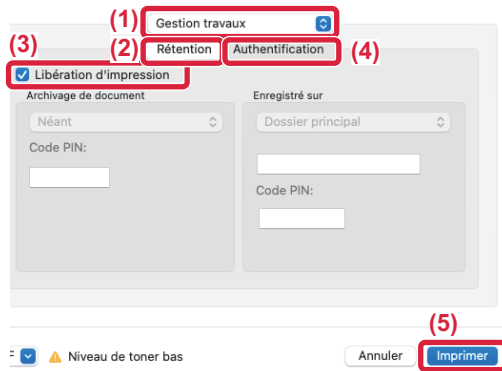 (1) Gestion travaux
(2) Rétention Authentification (4)
(3)
Libération d'impression
Archivage de document Enregistré sur
Néant Dossier principal
Code PIN:
Code PIN:
(5)
F Niveau de toner bas Annuler Imprimer